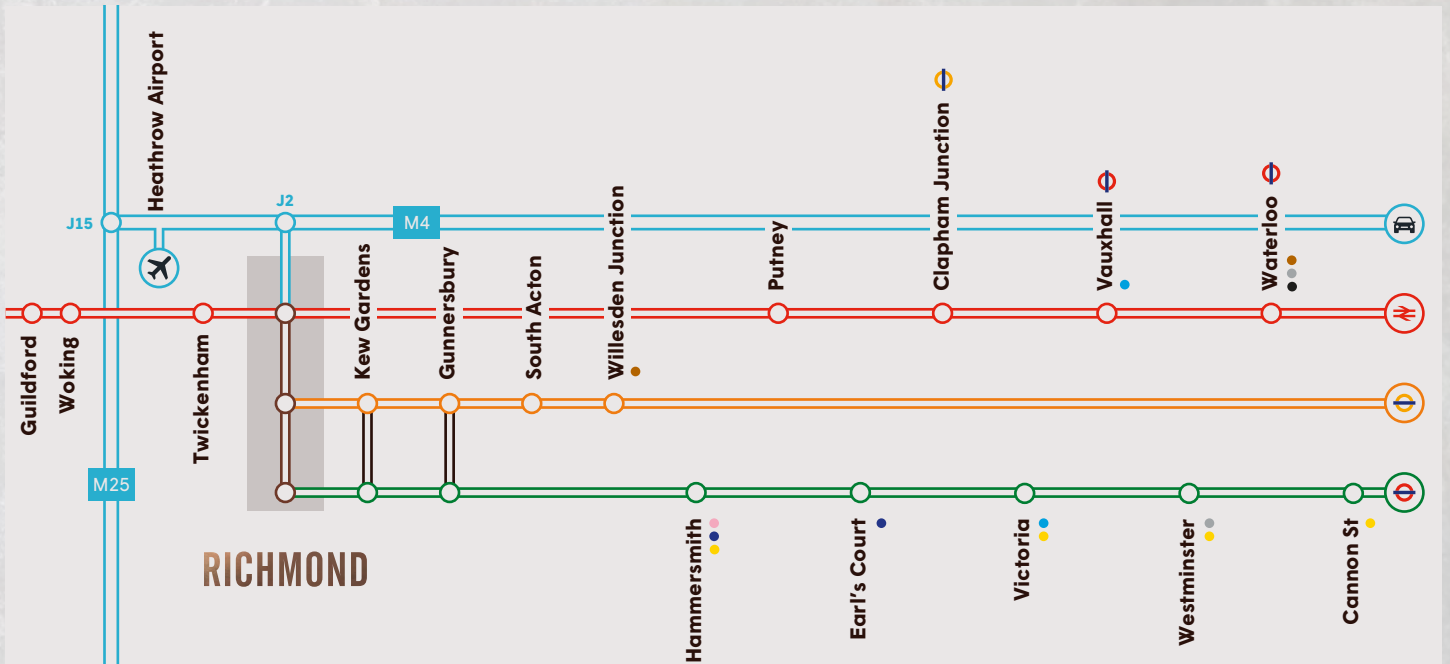 Heathrow Airport
Clapham Junction
Vauxhall
Waterloo
J15
J2
M4
Willesden Junction
Putney
Kew Gardens
Gunnersbury
South Acton
Guildford
Woking
Twickenham
M25
RICHMOND
Hammersmith
Earl's Court
Victoria
Westminster
Cannon St